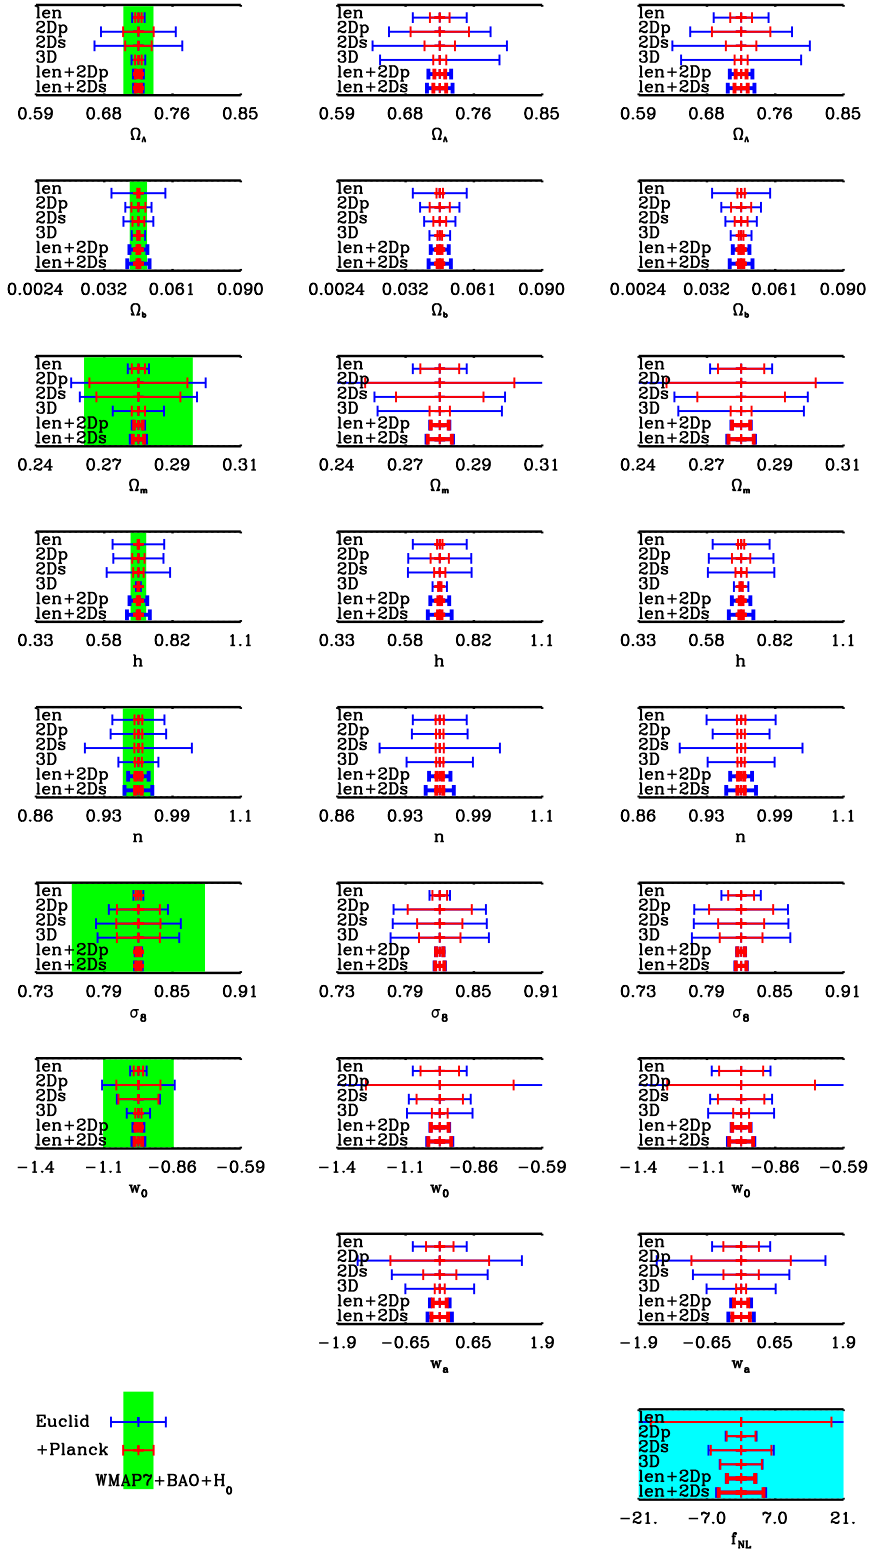 len len len
2Dp 2Dp 2Dp
2Ds 2Ds 2Ds
3D 3D 3D
len+2Dp len+2Dp len+2Dp
len+2Ds len+2Ds len+2Ds
0.59 0.68 0.76 0.85 0.59 0.68 0.76 0.85 0.59 0.68 0.76 0.85
Ω_Λ Ω_Λ Ω_Λ
len len len
2Dp 2Dp 2Dp
2Ds 2Ds 2Ds
3D 3D 3D
len+2Dp len+2Dp len+2Dp
len+2Ds len+2Ds len+2Ds
0.0024 0.032 0.061 0.090 0.0024 0.032 0.061 0.090 0.0024 0.032 0.061 0.090
Ω_b Ω_b Ω_b
len len len
2Dp 2Dp 2Dp
2Ds 2Ds 2Ds
3D 3D 3D
len+2Dp len+2Dp len+2Dp
len+2Ds len+2Ds len+2Ds
0.24 0.27 0.29 0.31 0.24 0.27 0.29 0.31 0.24 0.27 0.29 0.31
Ω_m Ω_m Ω_m
len len len
2Dp 2Dp 2Dp
2Ds 2Ds 2Ds
3D 3D 3D
len+2Dp len+2Dp len+2Dp
len+2Ds len+2Ds len+2Ds
0.33 0.58 0.82 1.1 0.33 0.58 0.82 1.1 0.33 0.58 0.82 1.1
h h h
len len len
2Dp 2Dp 2Dp
2Ds 2Ds 2Ds
3D 3D 3D
len+2Dp len+2Dp len+2Dp
len+2Ds len+2Ds len+2Ds
0.86 0.93 0.99 1.1 0.86 0.93 0.99 1.1 0.86 0.93 0.99 1.1
n n n
len len len
2Dp 2Dp 2Dp
2Ds 2Ds 2Ds
3D 3D 3D
len+2Dp len+2Dp len+2Dp
len+2Ds len+2Ds len+2Ds
0.73 0.79 0.85 0.91 0.73 0.79 0.85 0.91 0.73 0.79 0.85 0.91
σ_8 σ_8 σ_8
len len len
2Dp 2Dp 2Dp
2Ds 2Ds 2Ds
3D 3D 3D
len+2Dp len+2Dp len+2Dp
len+2Ds len+2Ds len+2Ds
−1.4 −1.1 −0.86 −0.59 −1.4 −1.1 −0.86 −0.59 −1.4 −1.1 −0.86 −0.59
w_0 w_0 w_0
len len
2Dp 2Dp
2Ds 2Ds
3D 3D
len+2Dp len+2Dp
len+2Ds len+2Ds
−1.9 −0.65 0.65 1.9 −1.9 −0.65 0.65 1.9
w_a w_a
Euclid
+Planck
WMAP7+BAO+H_0
len
2Dp
2Ds
3D
len+2Dp
len+2Ds
−21. −7.0 7.0 21.
f_NL